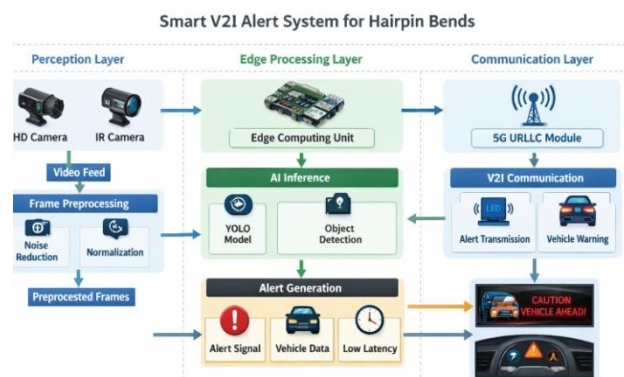 Smart V2I Alert System for Hairpin Bends
Perception Layer
Edge Processing Layer
Communication Layer
HD Camera
IR Camera
Edge Computing Unit
5G URLLC Module
Video Feed
AI Inference
V2I Communication
Frame Preprocessing
Noise
Reduction
Normalization
YOLO
Model
Object
Detection
LED
Alert Transmission
Vehicle Warning
Preprocested Frames
Alert Generation
Alert Signal
Vehicle Data
Low Latency
CAUTION
VEHICLE AHEAD!